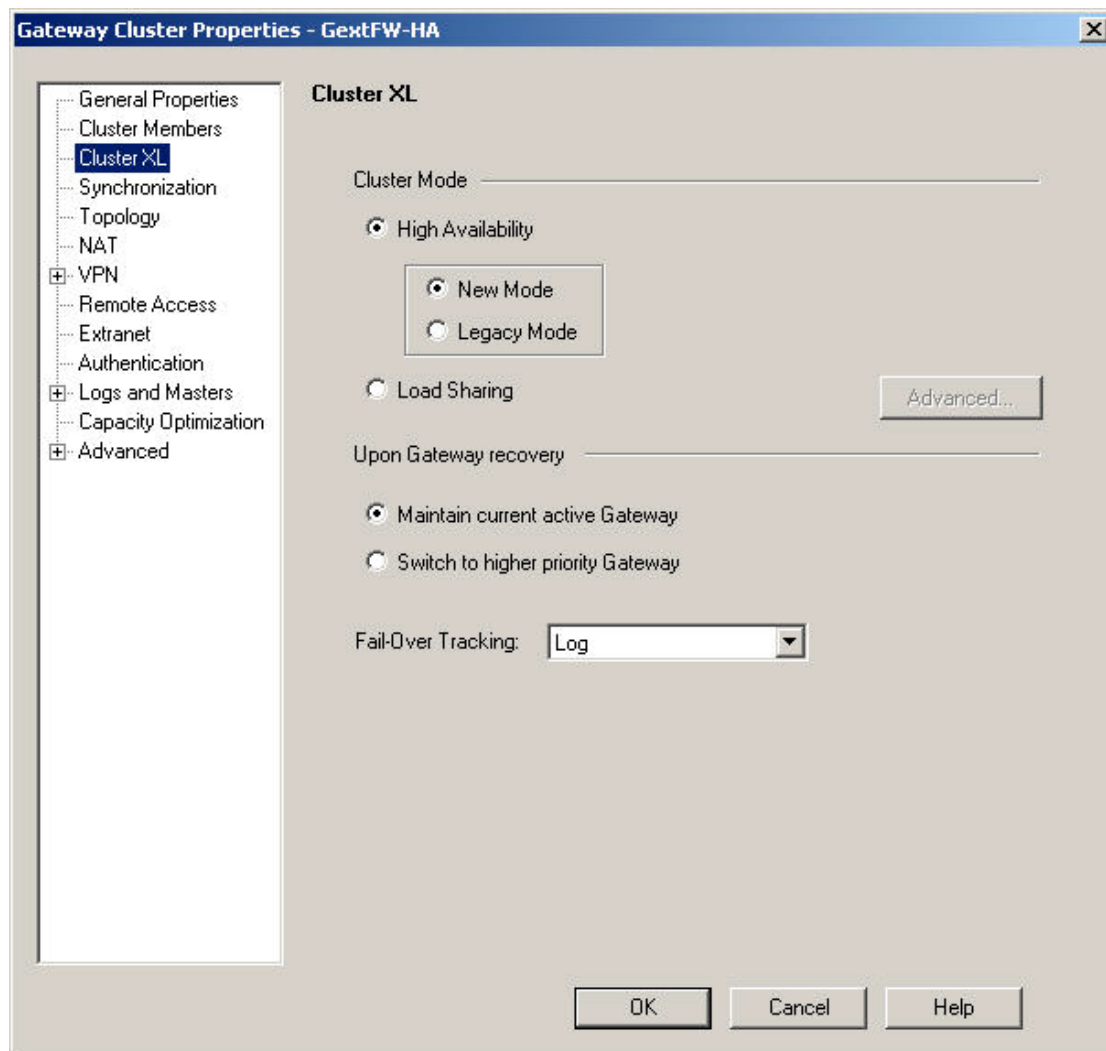 Gateway Cluster Properties - GextFW-HA
General Properties
Cluster Members
Cluster XL
Synchronization
Topology
NAT
VPN
Remote Access
Extranet
Authentication
Logs and Masters
Capacity Optimization
Advanced
Cluster XL
Cluster Mode
High Availability
New Mode
Legacy Mode
Load Sharing
Advanced...
Upon Gateway recovery
Maintain current active Gateway
Switch to higher priority Gateway
Fail-Over Tracking: Log
OK Cancel Help